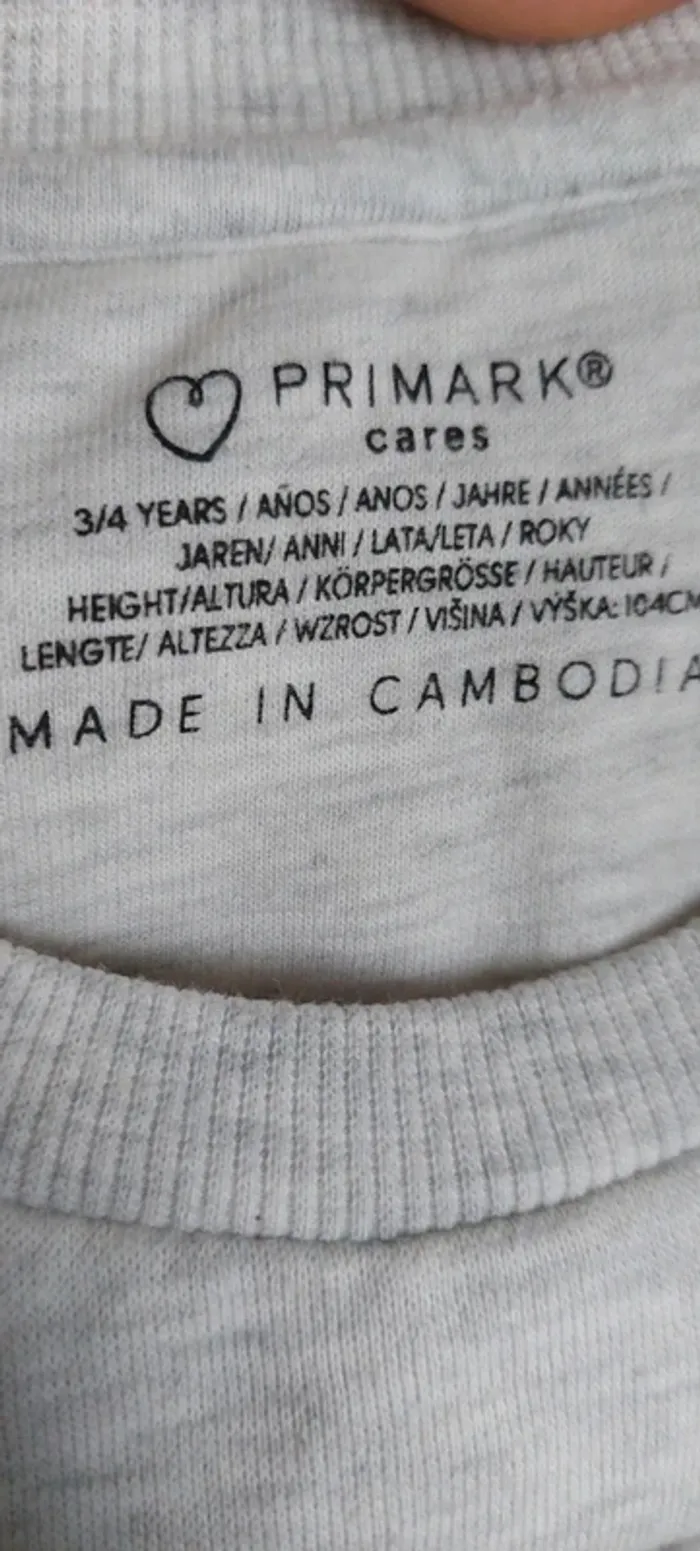 PRIMARK®
cares
3/4 YEARS / AÑOS / ANOS / JAHRE / ANNÉES /
JAREN/ ANNI / LATA/LETA / ROKY
HEIGHT/ALTURA / KÖRPERGRÖSSE / HAUTEUR /
LENGTE/ ALTEZZA / WZROST / VIŠINA / VÝŠKA: 104CM
MADE IN CAMBODIA